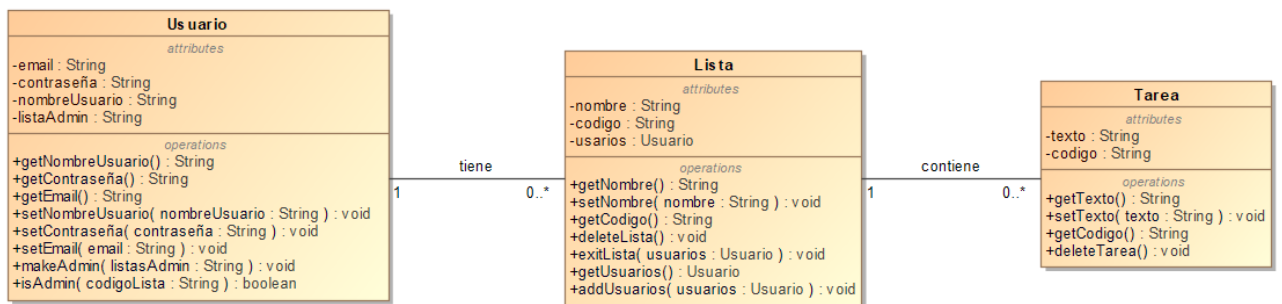 Usuario
attributes
-email : String
-contraseña : String
-nombreUsuario : String
-listaAdmin : String
operations
+getNombreUsuario() : String
+getContraseña() : String
+getEmail() : String
+setNombreUsuario( nombreUsuario : String ) : void
+setContraseña( contraseña : String ) : void
+setEmail( email : String ) : void
+makeAdmin( listasAdmin : String ) : void
+isAdmin( codigoLista : String ) : boolean
tiene
1
0..*
Lista
attributes
-nombre : String
-codigo : String
-usarios : Usuario
operations
+getNombre() : String
+setNombre( nombre : String ) : void
+getCodigo() : String
+deleteLista() : void
+exitLista( usuarios : Usuario ) : void
+getUsuarios() : Usuario
+addUsuarios( usuarios : Usuario ) : void
contiene
1
0..*
Tarea
attributes
-texto : String
-codigo : String
operations
+getTexto() : String
+setTexto( texto : String ) : void
+getCodigo() : String
+deleteTarea() : void